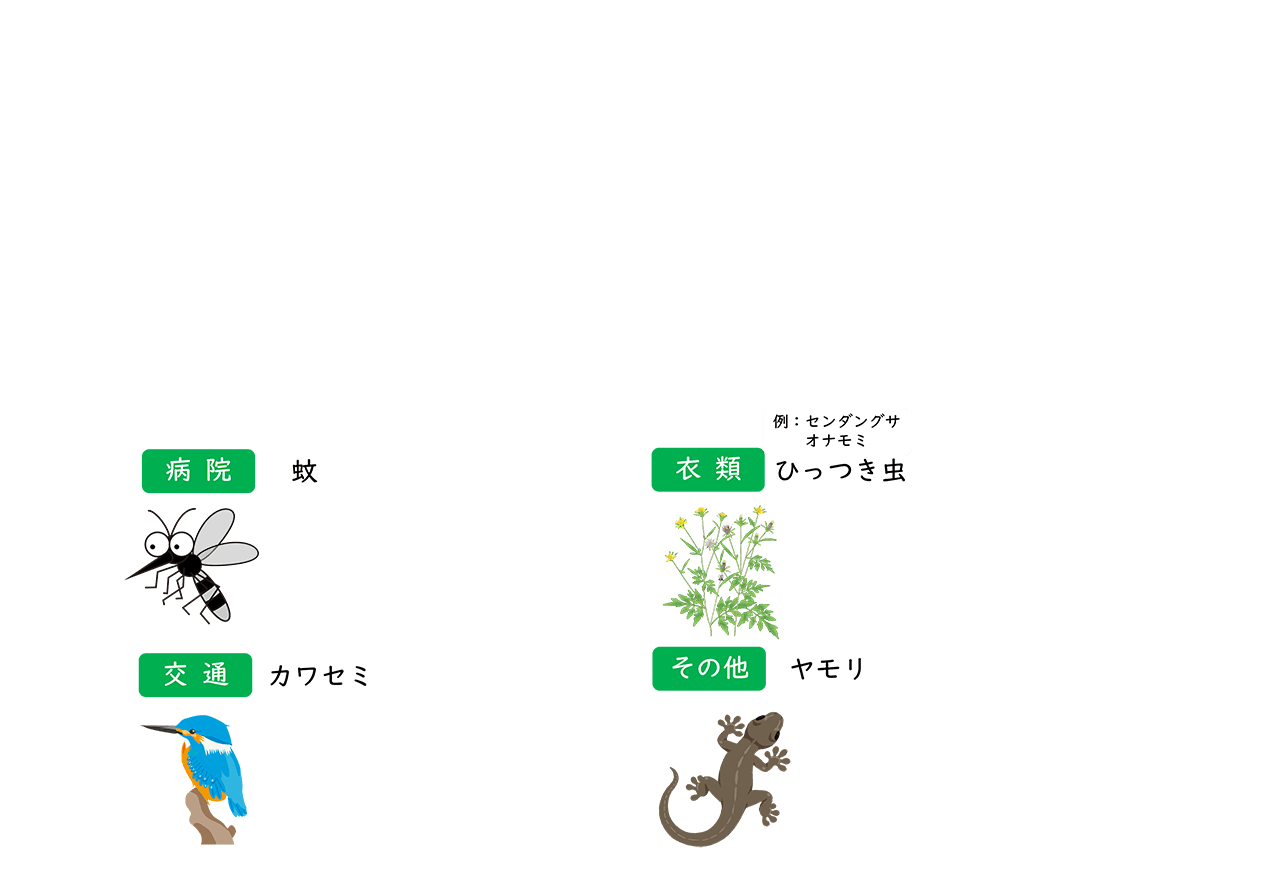 例：センダングサ
オナモミ
病院 蚊
衣類 ひっつき虫
交通 カワセミ
その他 ヤモリ